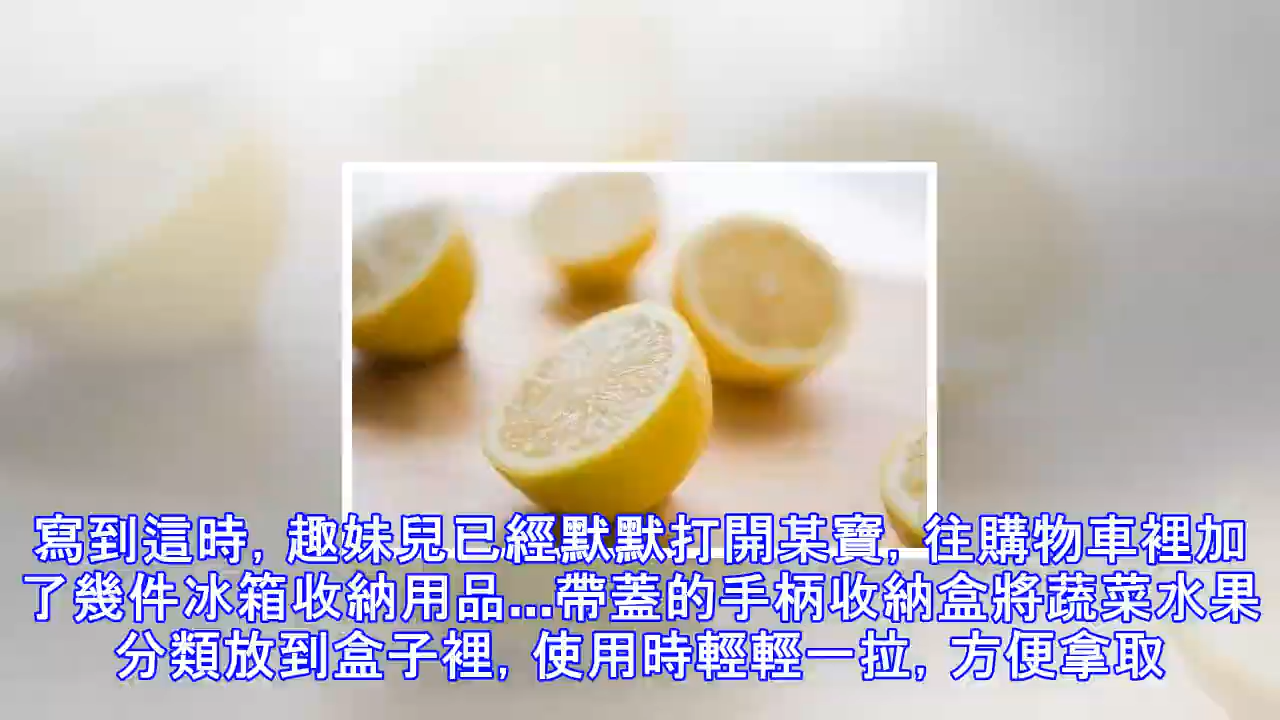 寫到這時, 趣妹兒已經默默打開某寶, 往購物車裡加
了幾件冰箱收納用品...帶蓋的手柄收納盒將蔬菜水果
分類放到盒子裡, 使用時輕輕一拉, 方便拿取